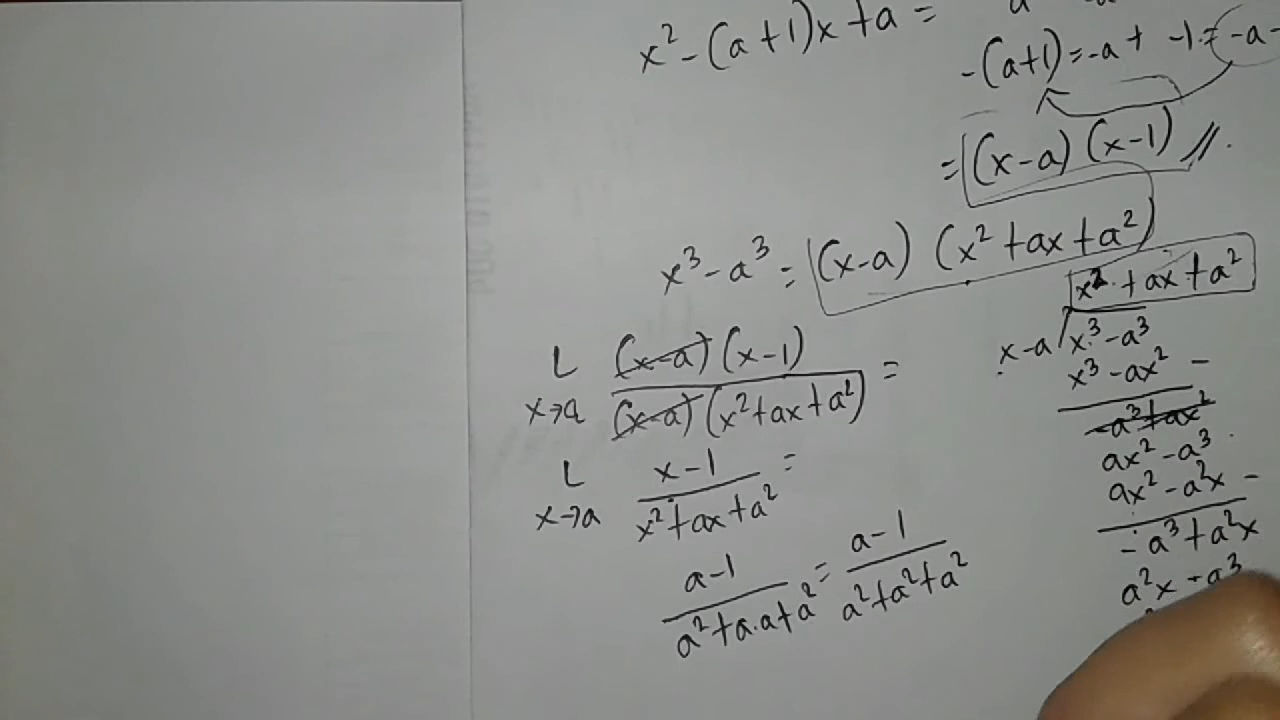 x² - (a+1)x + a =
-(a+1) = -a + -1 = -a-
= (x-a) (x-1) //.
x³ - a³ = (x-a) (x² + ax + a²)
L (x-a) (x-1) =
x→a (x-a) (x² + ax + a²)
L x-1 =
x→a x² + ax + a²
a-1 = a-1
a² + a.a + a² a² + a² + a²
x² + ax + a²
x-a x³ - a³
x³ - ax² -
-a³ + ax²
ax² - a³
ax² - a²x -
-a³ + a²x
a²x - a³